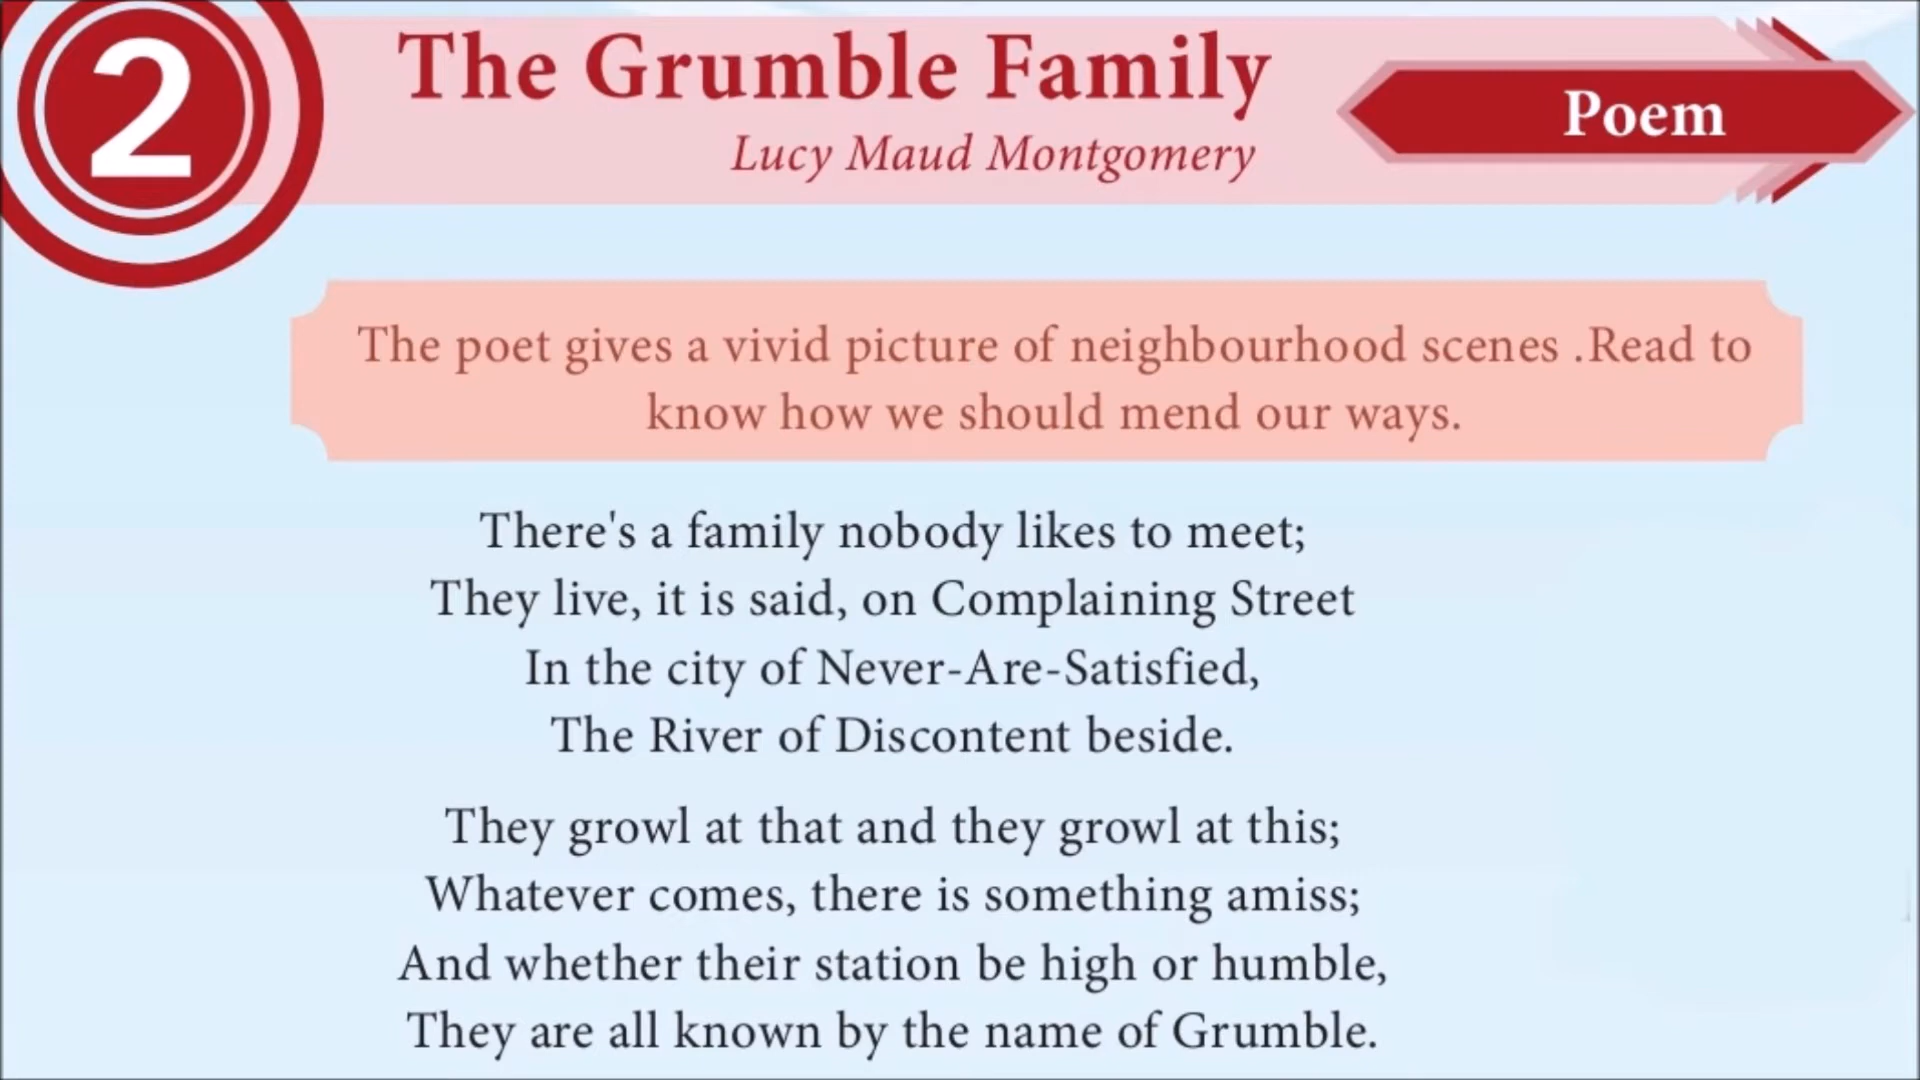 2
The Grumble Family
Lucy Maud Montgomery
Poem
The poet gives a vivid picture of neighbourhood scenes .Read to
know how we should mend our ways.
There's a family nobody likes to meet;
They live, it is said, on Complaining Street
In the city of Never-Are-Satisfied,
The River of Discontent beside.
They growl at that and they growl at this;
Whatever comes, there is something amiss;
And whether their station be high or humble,
They are all known by the name of Grumble.